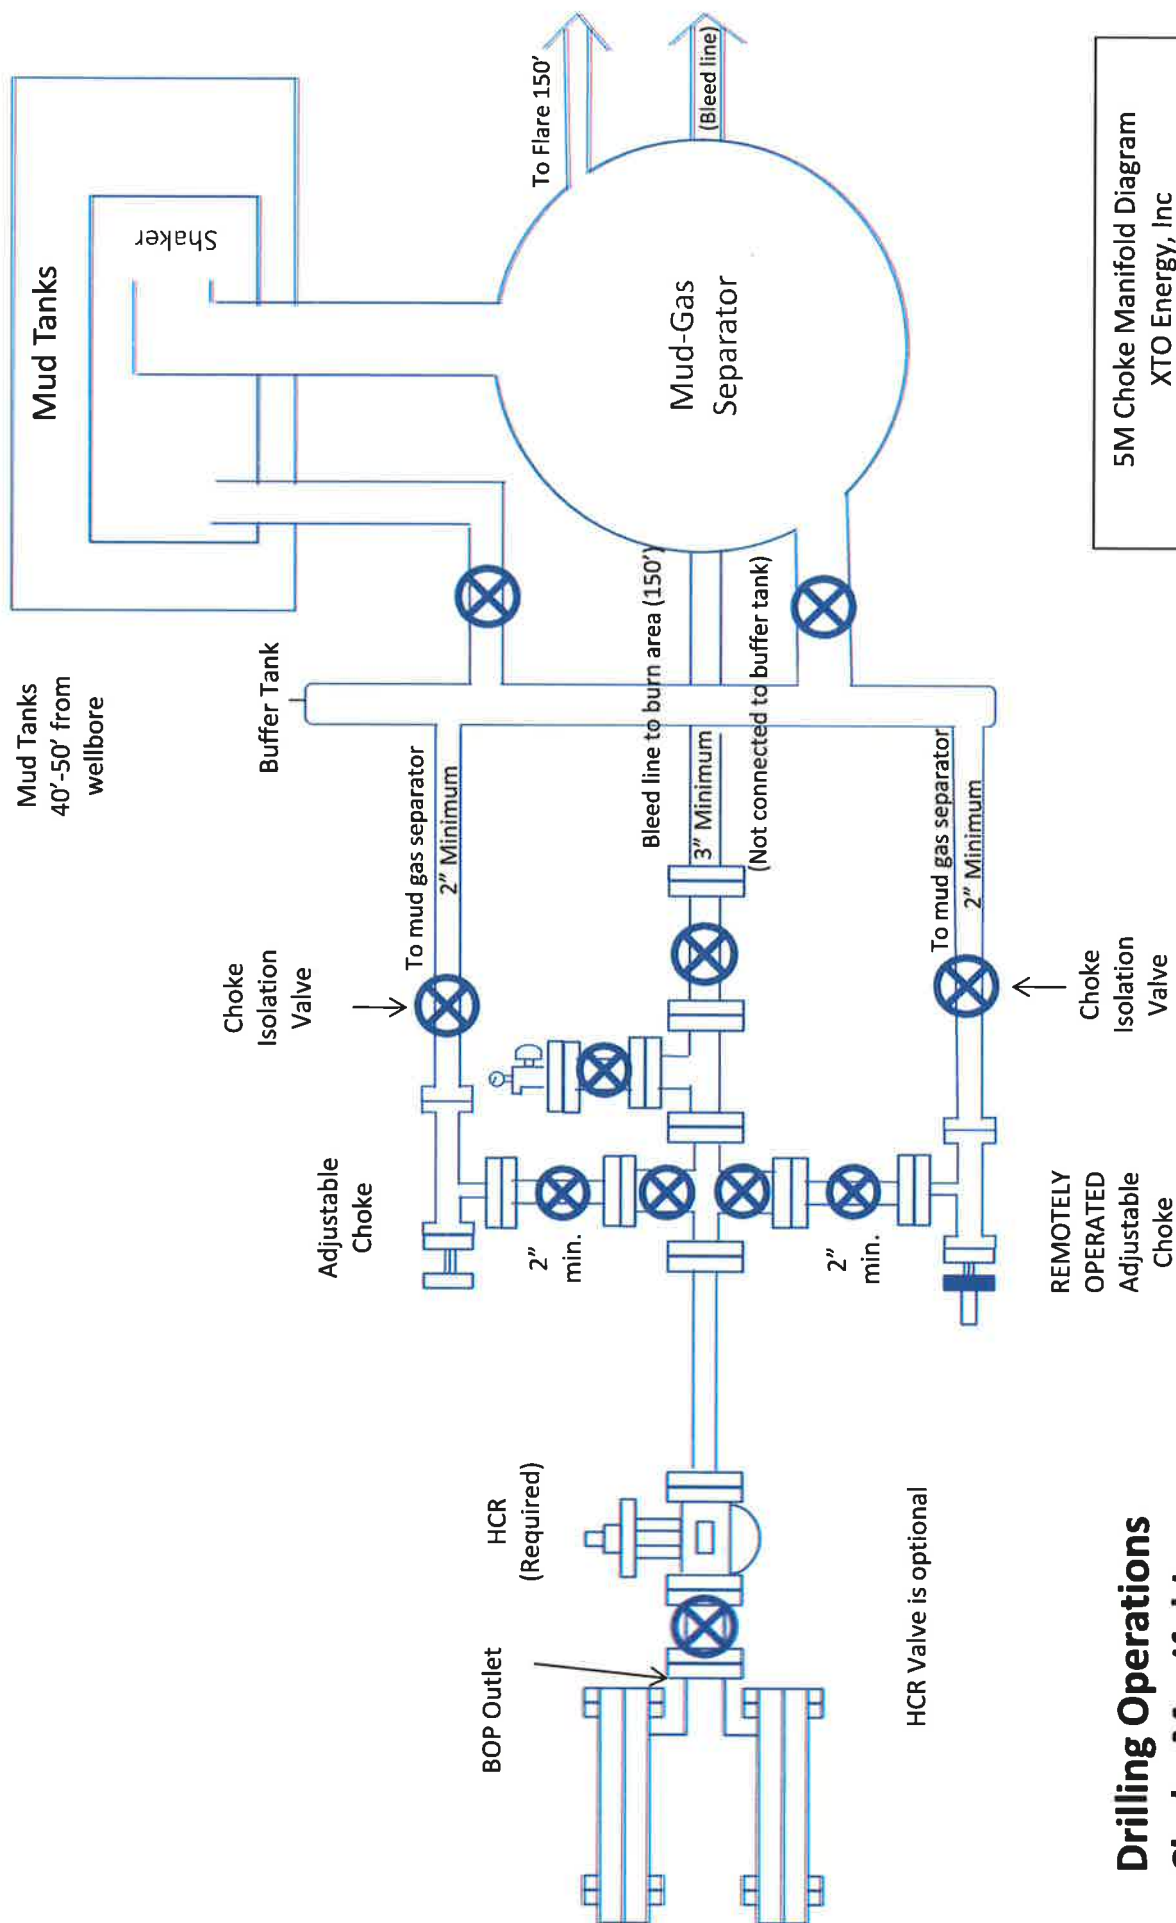 Mud Tanks
40'-50' from
wellbore
Mud Tanks
Shaker
Buffer Tank
To Flare 150'
(Bleed line)
Mud-Gas
Separator
Choke
Isolation
Valve
To mud gas separator
2" Minimum
Bleed line to burn area (150')
3" Minimum
(Not connected to buffer tank)
To mud gas separator
2" Minimum
Choke
Isolation
Valve
Adjustable
Choke
2"
min.
2"
min.
REMOTELY
OPERATED
Adjustable
Choke
HCR
(Required)
BOP Outlet
HCR Valve is optional
5M Choke Manifold Diagram
XTO Energy, Inc
Drilling Operations